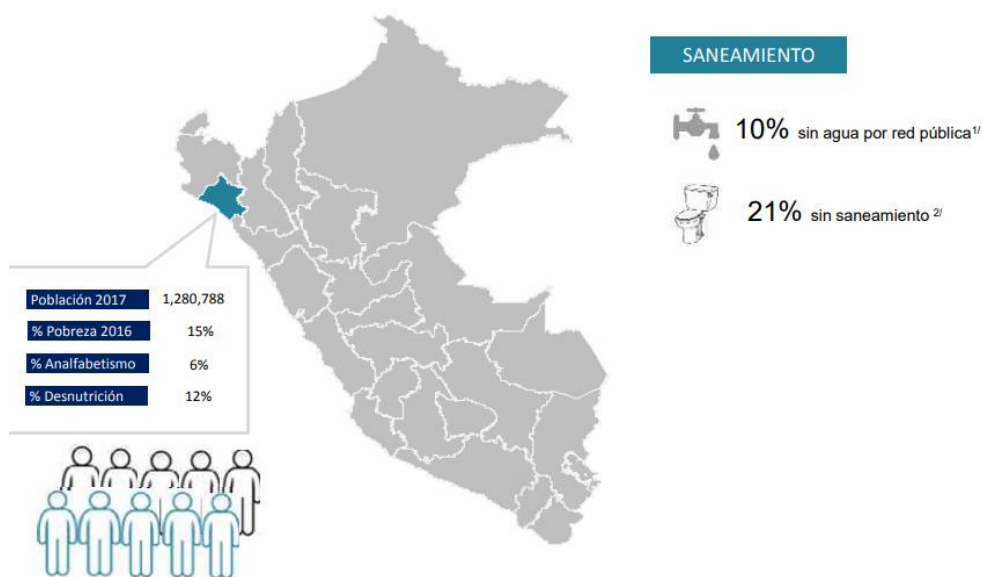 SANEAMIENTO
10% sin agua por red pública1/
21% sin saneamiento 2/
Población 2017 1,280,788
% Pobreza 2016 15%
% Analfabetismo 6%
% Desnutrición 12%